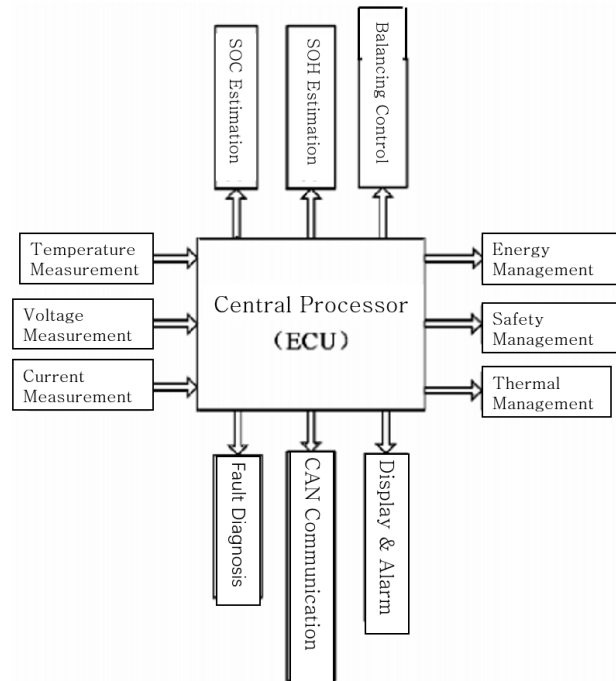 SOC Estimation
SOH Estimation
Balancing Control
Temperature
Measurement
Voltage
Measurement
Current
Measurement
Central Processor
（ECU）
Energy
Management
Safety
Management
Thermal
Management
Fault Diagnosis
CAN Communication
Display & Alarm